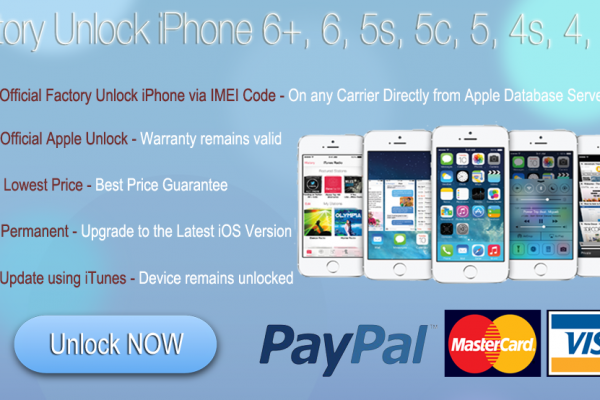 tory Unlock iPhone 6+, 6, 5s, 5c, 5, 4s, 4,
Official Factory Unlock iPhone via IMEI Code - On any Carrier Directly from Apple Database Serve
Official Apple Unlock - Warranty remains valid
Lowest Price - Best Price Guarantee
Permanent - Upgrade to the Latest iOS Version
Update using iTunes - Device remains unlocked
Unlock NOW
PayPal™
MasterCard
VIS